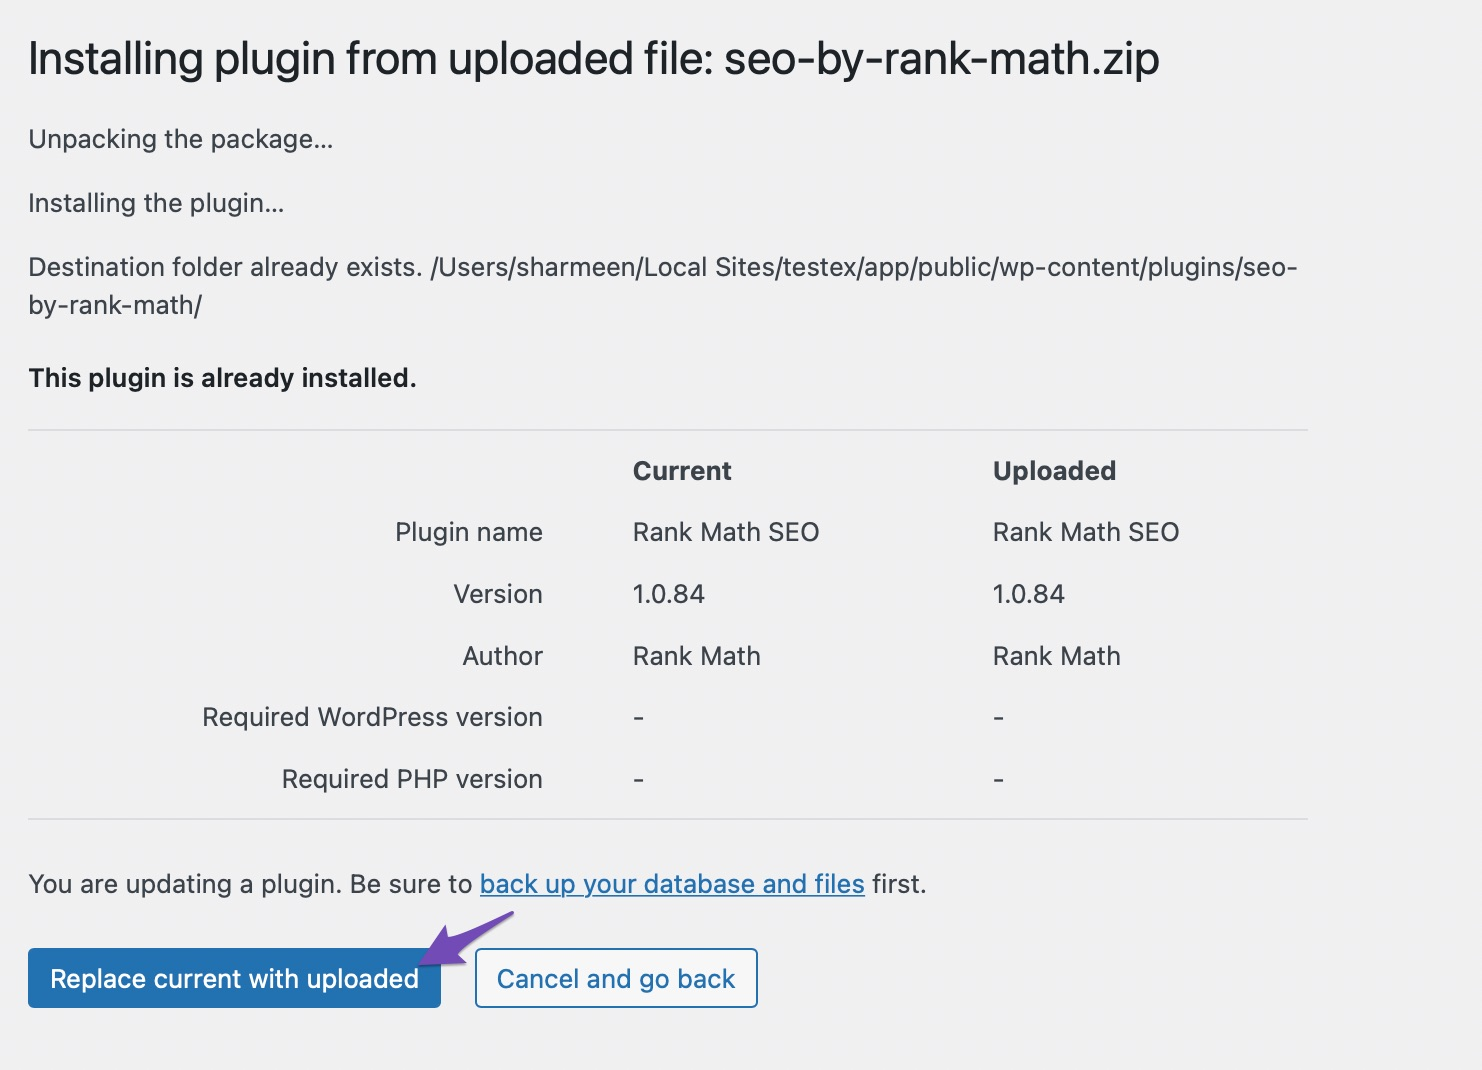 Installing plugin from uploaded file: seo-by-rank-math.zip
Unpacking the package...
Installing the plugin...
Destination folder already exists. /Users/sharmeen/Local Sites/testex/app/public/wp-content/plugins/seo-
by-rank-math/
This plugin is already installed.
Current Uploaded
Plugin name Rank Math SEO Rank Math SEO
Version 1.0.84 1.0.84
Author Rank Math Rank Math
Required WordPress version - -
Required PHP version - -
You are updating a plugin. Be sure to back up your database and files first.
Replace current with uploaded Cancel and go back